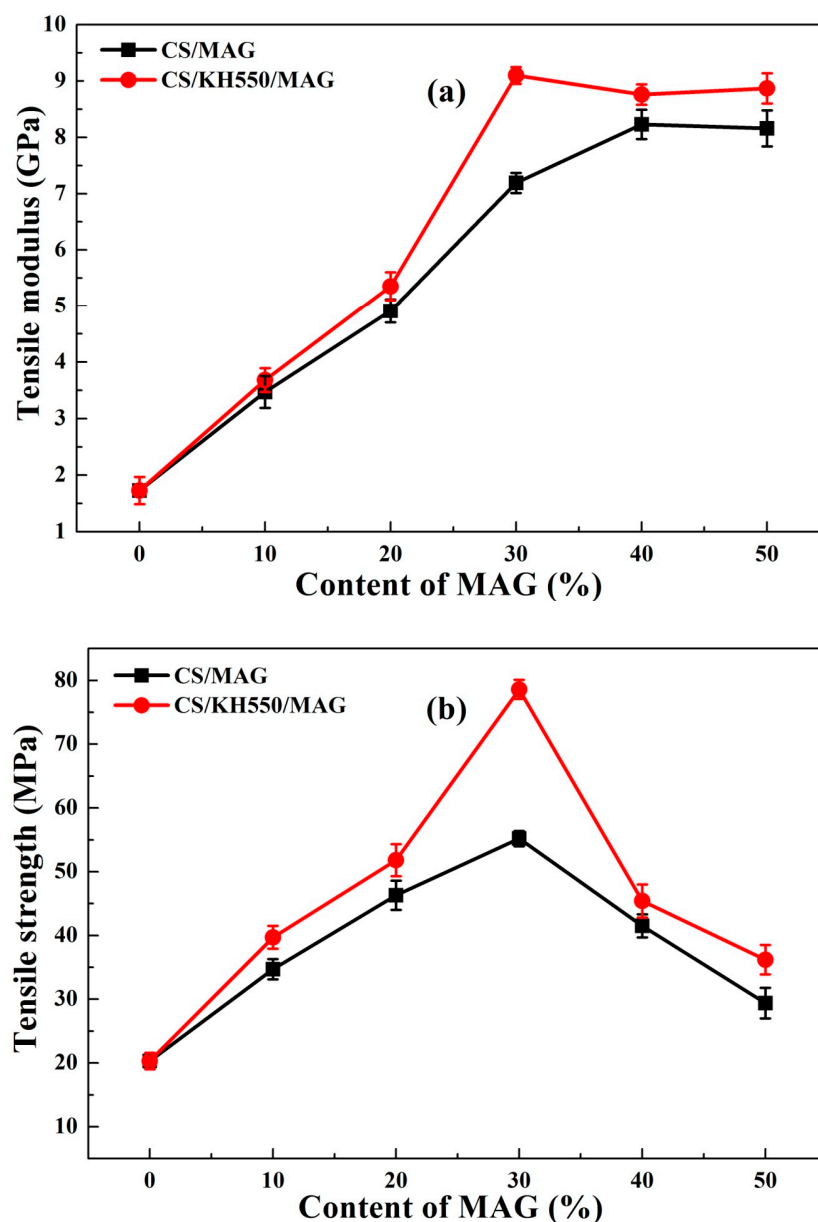 10
9
8
7
6
5
4
3
2
1
Tensile modulus (GPa)
CS/MAG
CS/KH550/MAG
(a)
0 10 20 30 40 50
Content of MAG (%)
80
70
60
50
40
30
20
10
Tensile strength (MPa)
CS/MAG
CS/KH550/MAG
(b)
0 10 20 30 40 50
Content of MAG (%)